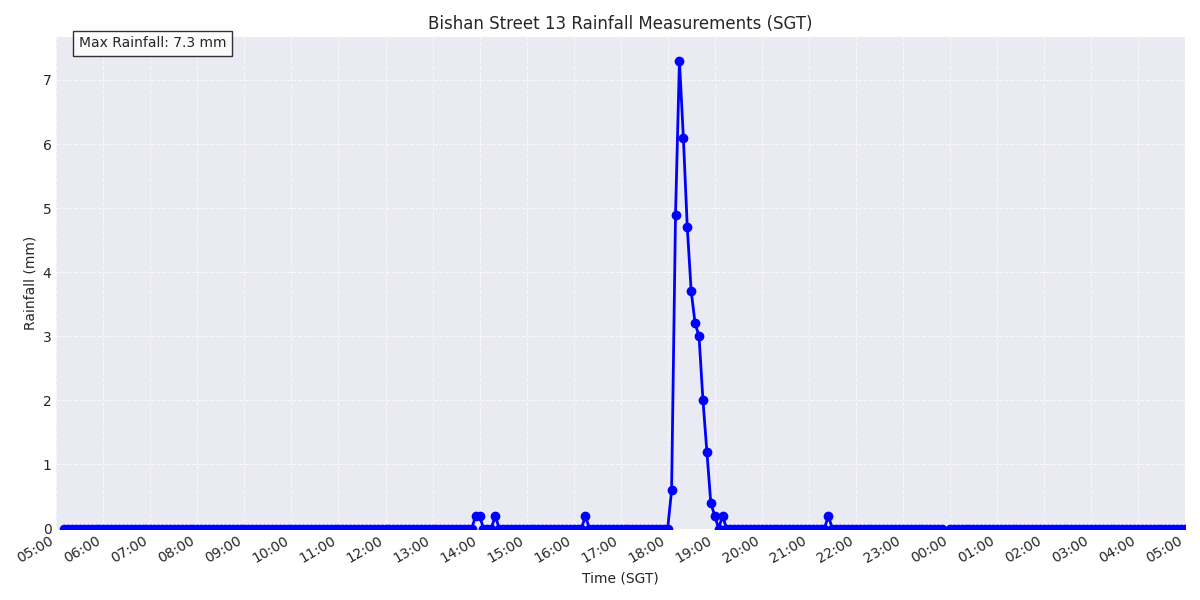 Bishan Street 13 Rainfall Measurements (SGT)
Max Rainfall: 7.3 mm
Rainfall (mm)
7
6
5
4
3
2
1
0
05:00 06:00 07:00 08:00 09:00 10:00 11:00 12:00 13:00 14:00 15:00 16:00 17:00 18:00 19:00 20:00 21:00 22:00 23:00 00:00 01:00 02:00 03:00 04:00 05:00
Time (SGT)